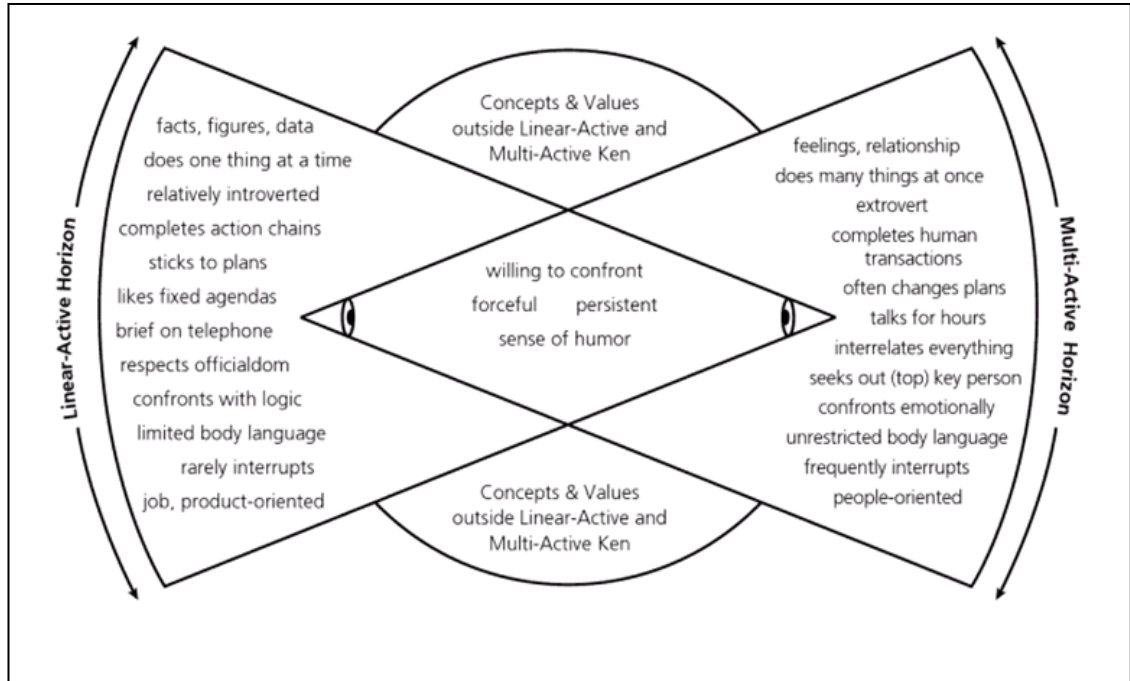 Linear-Active Horizon
facts, figures, data
does one thing at a time
relatively introverted
completes action chains
sticks to plans
likes fixed agendas
brief on telephone
respects officialdom
confronts with logic
limited body language
rarely interrupts
job, product-oriented
Concepts & Values
outside Linear-Active and
Multi-Active Ken
willing to confront
forceful persistent
sense of humor
Concepts & Values
outside Linear-Active and
Multi-Active Ken
feelings, relationship
does many things at once
extrovert
completes human
transactions
often changes plans
talks for hours
interrelates everything
seeks out (top) key person
confronts emotionally
unrestricted body language
frequently interrupts
people-oriented
Multi-Active Horizon